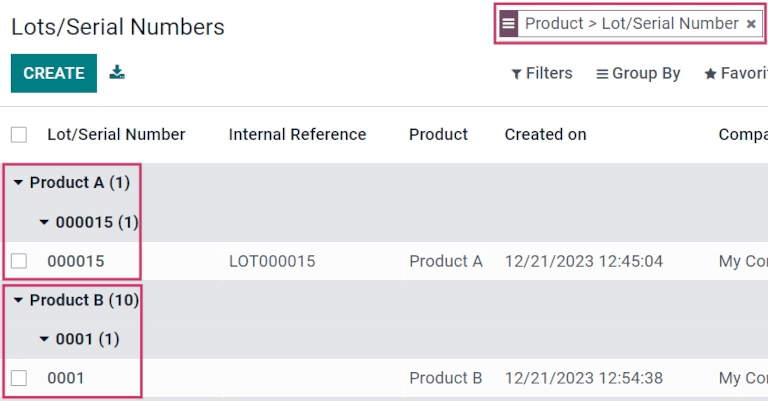 Lots/Serial Numbers
Product > Lot/Serial Number ×
CREATE
Filters Group By Favori
Lot/Serial Number Internal Reference Product Created on Compa
Product A (1)
000015 (1)
000015 LOT000015 Product A 12/21/2023 12:45:04 My Cor
Product B (10)
0001 (1)
0001 Product B 12/21/2023 12:54:38 My Cor